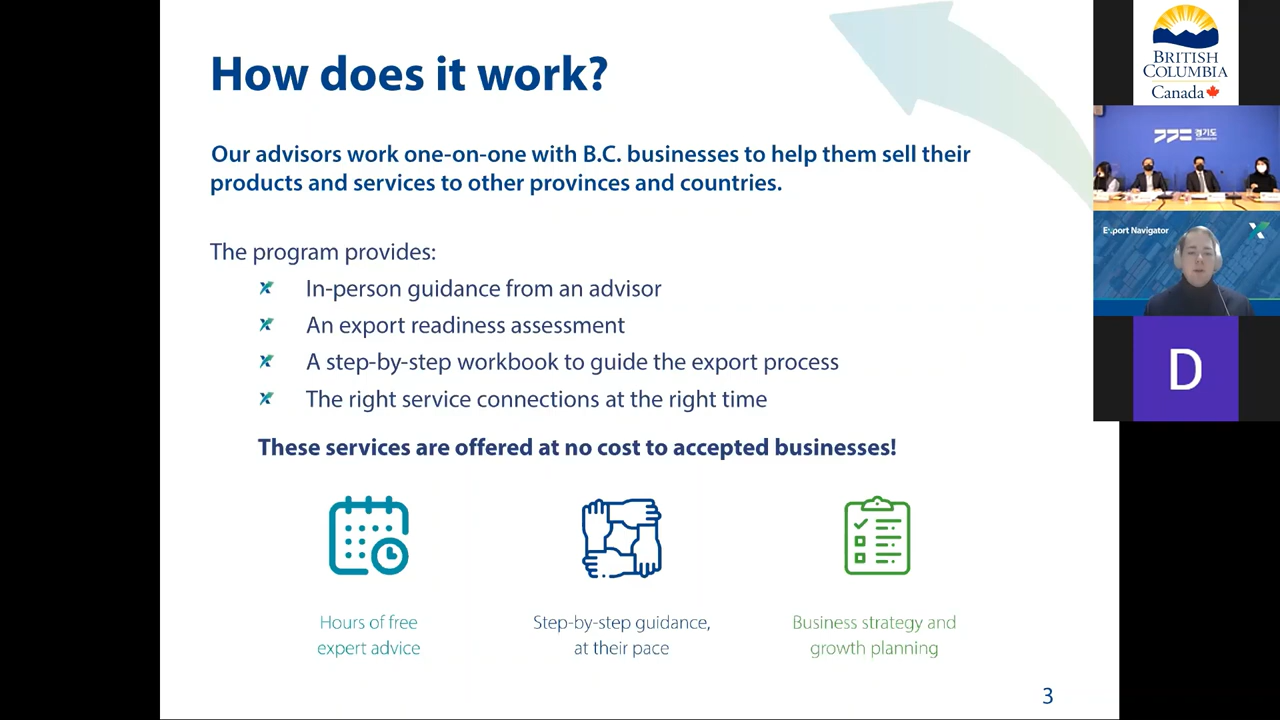 How does it work?
Our advisors work one-on-one with B.C. businesses to help them sell their
products and services to other provinces and countries.
The program provides:
In-person guidance from an advisor
An export readiness assessment
A step-by-step workbook to guide the export process
The right service connections at the right time
These services are offered at no cost to accepted businesses!
Hours of free
expert advice
Step-by-step guidance,
at their pace
Business strategy and
growth planning
3
BRITISH
COLUMBIA
Canada
경기도
Export Navigator
D